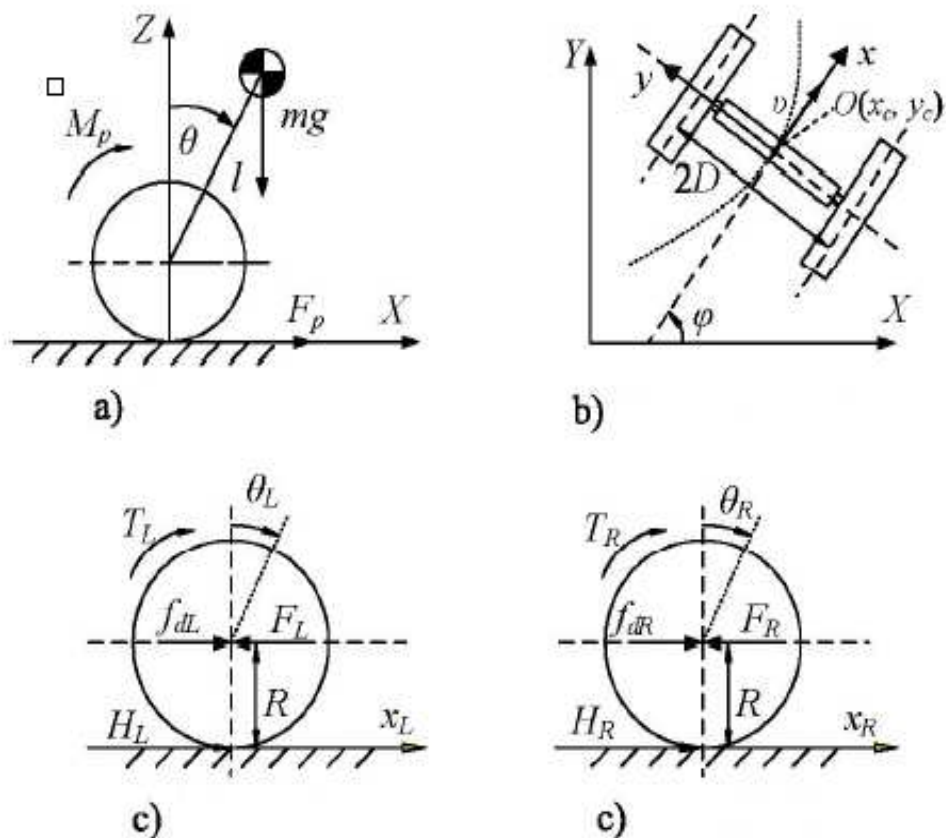 Z
Y
x
y
υ
O(x_c, y_c)
M_p
θ
mg
l
2D
F_p
X
φ
X
a)
b)
θ_L
θ_R
T_L
T_R
f_dL
F_L
f_dR
F_R
R
R
H_L
x_L
H_R
x_R
c)
c)